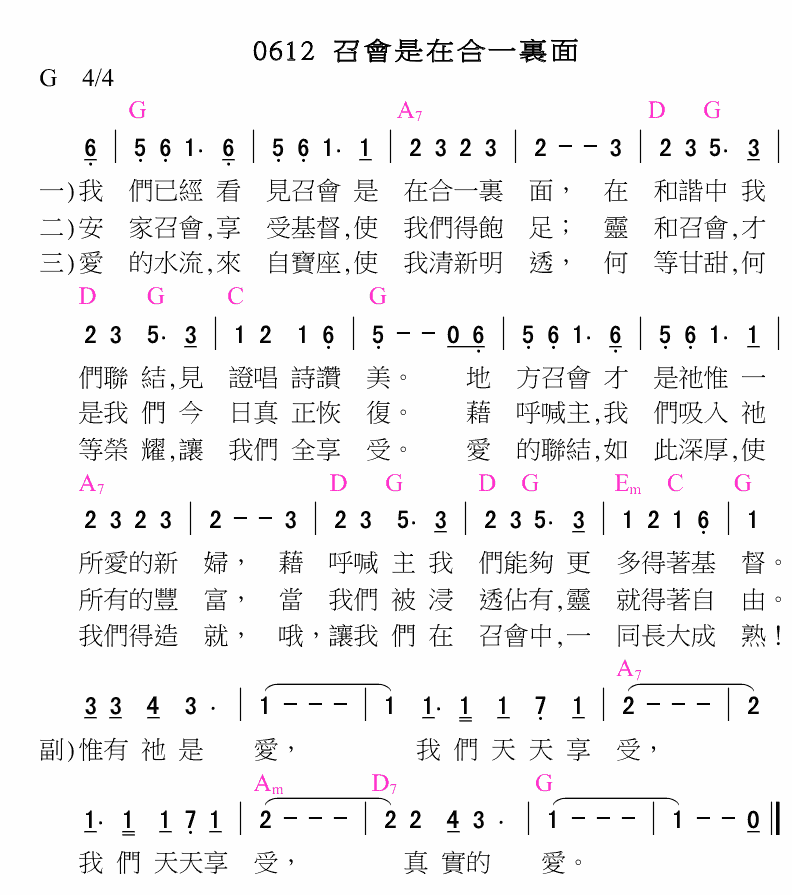 0612 召會是在合一裏面
G 4/4
G A7 D G
6 | 5 6 1· 6 | 5 6 1· 1 | 2 3 2 3 | 2 － － 3 | 2 3 5· 3 |
一)我 們已經 看 見召會 是 在合一裏 面， 在 和諧中 我
二)安 家召會,享 受基督,使 我們得飽 足； 靈 和召會,才
三)愛 的水流,來 自寶座,使 我清新明 透， 何 等甘甜,何
D G C G
2 3 5· 3 | 1 2 1 6 | 5 － － 0 6 | 5 6 1· 6 | 5 6 1· 1 |
們聯 結,見 證唱 詩讚 美。 地 方召會 才 是祂惟 一
是我 們 今 日真 正恢 復。 藉 呼喊主,我 們吸入 祂
等榮 耀,讓 我們 全享 受。 愛 的聯結,如 此深厚,使
A7 D G D G Em C G
2 3 2 3 | 2 － － 3 | 2 3 5· 3 | 2 3 5· 3 | 1 2 1 6 | 1
所愛的新 婦， 藉 呼喊 主 我 們能夠 更 多得著基 督。
所有的豐 富， 當 我們 被 浸 透佔有,靈 就得著自 由。
我們得造 就， 哦，讓我 們 在 召會中,一 同長大成 熟！
A7
3 3 4 3 · | 1 － － － | 1 1· 1 1 7 1 | 2 － － － | 2
副)惟有 祂 是 愛， 我 們 天 天 享 受，
Am D7 G
1· 1 1 7 1 | 2 － － － | 2 2 4 3 · | 1 － － － | 1 － － 0 ‖
我 們 天天享 受， 真 實的 愛。